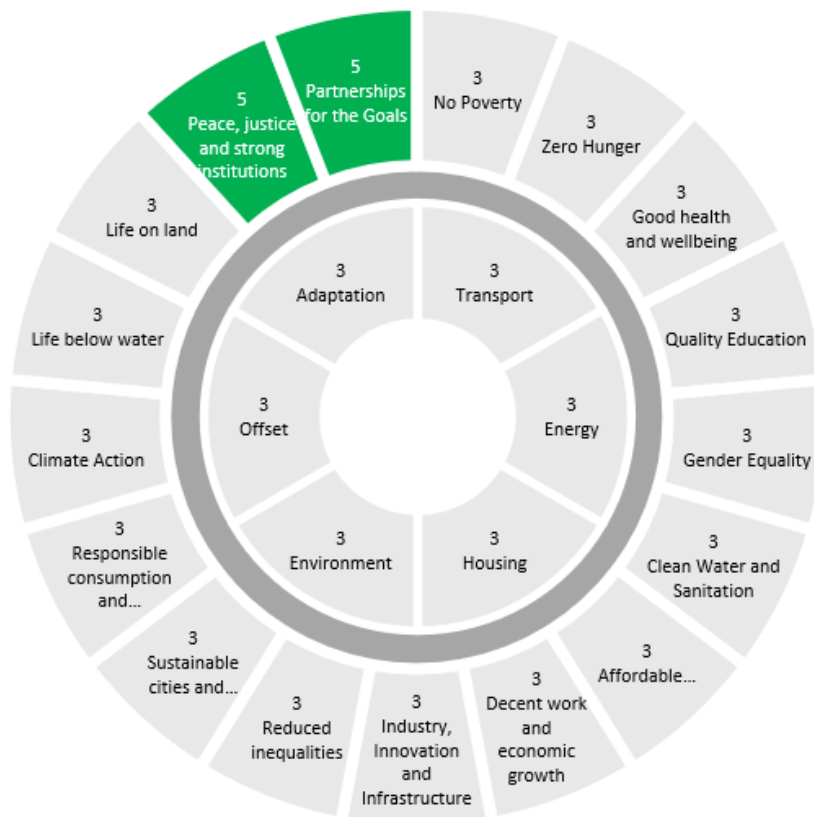 3
No Poverty
3
Zero Hunger
3
Good health
and wellbeing
3
Quality Education
3
Gender Equality
3
Clean Water and
Sanitation
3
Affordable…
3
Decent work
and
economic
growth
3
Industry,
Innovation
and
Infrastructure
3
Reduced
inequalities
3
Sustainable
cities and…
3
Responsible
consumption
and…
3
Climate Action
3
Life below water
3
Life on land
5
Peace, justice
and strong
institutions
5
Partnerships
for the Goals
3
Transport
3
Energy
3
Housing
3
Environment
3
Offset
3
Adaptation